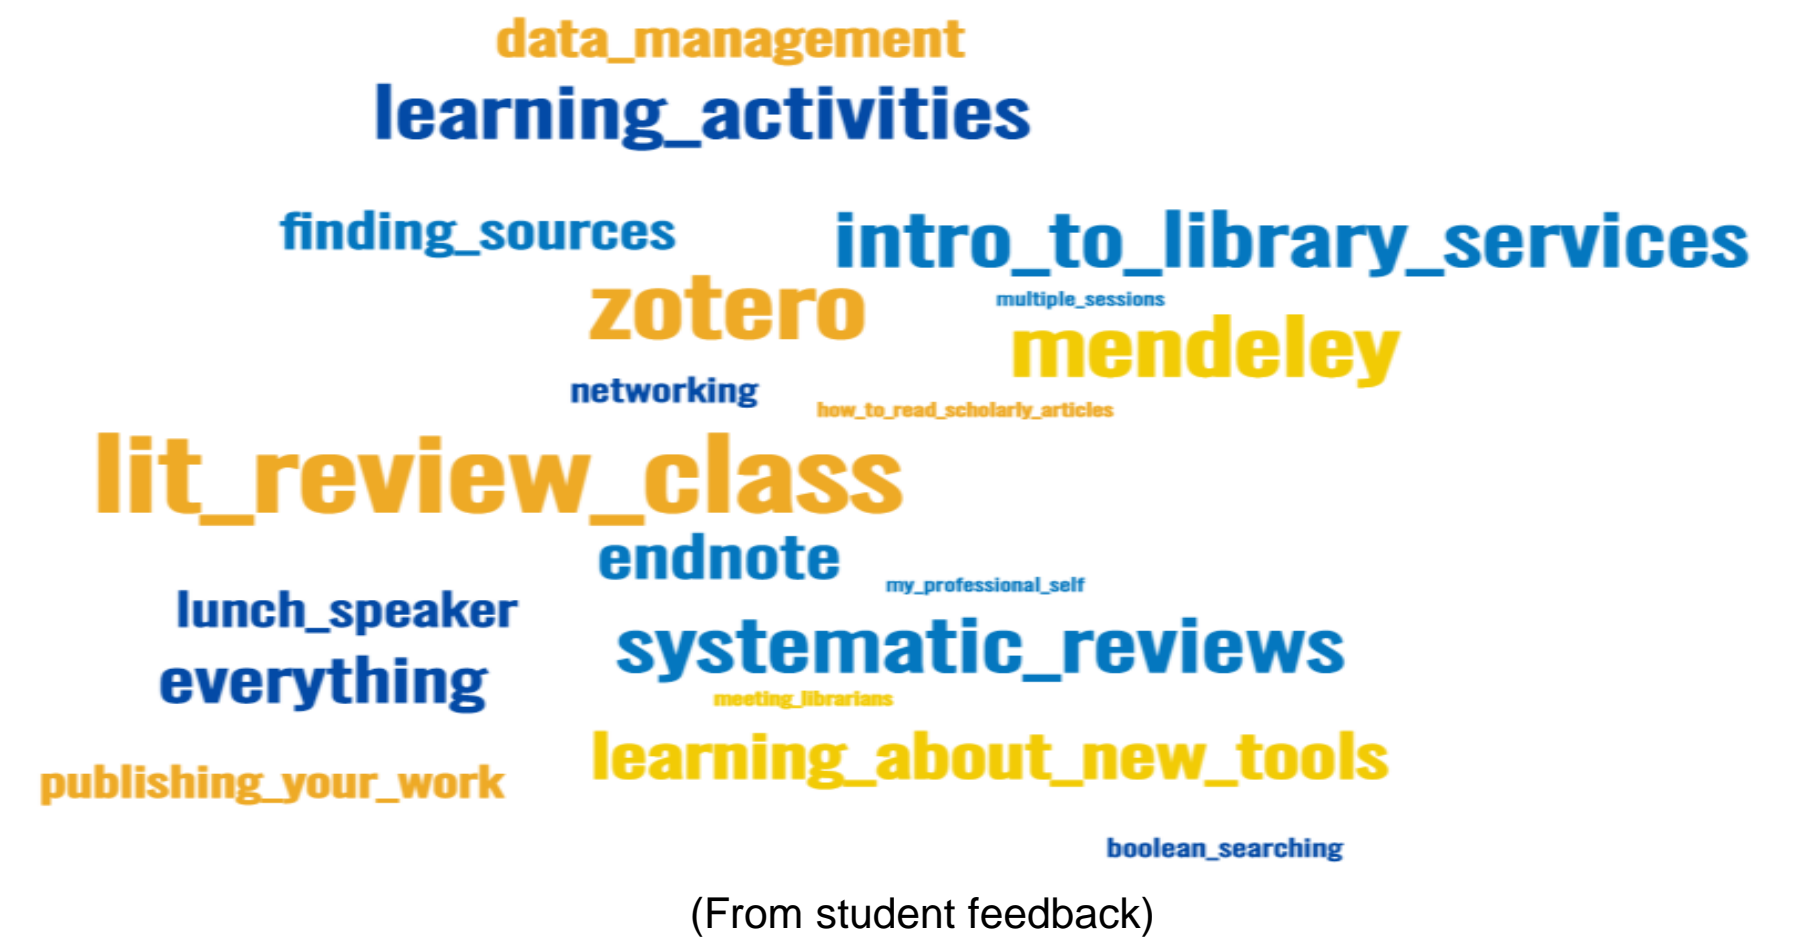 data_management
learning_activities
finding_sources
intro_to_library_services
zotero
multiple_sessions
mendeley
networking
how_to_read_scholarly_articles
lit_review_class
endnote
my_professional_self
lunch_speaker
systematic_reviews
everything
meeting_librarians
learning_about_new_tools
publishing_your_work
boolean_searching
(From student feedback)